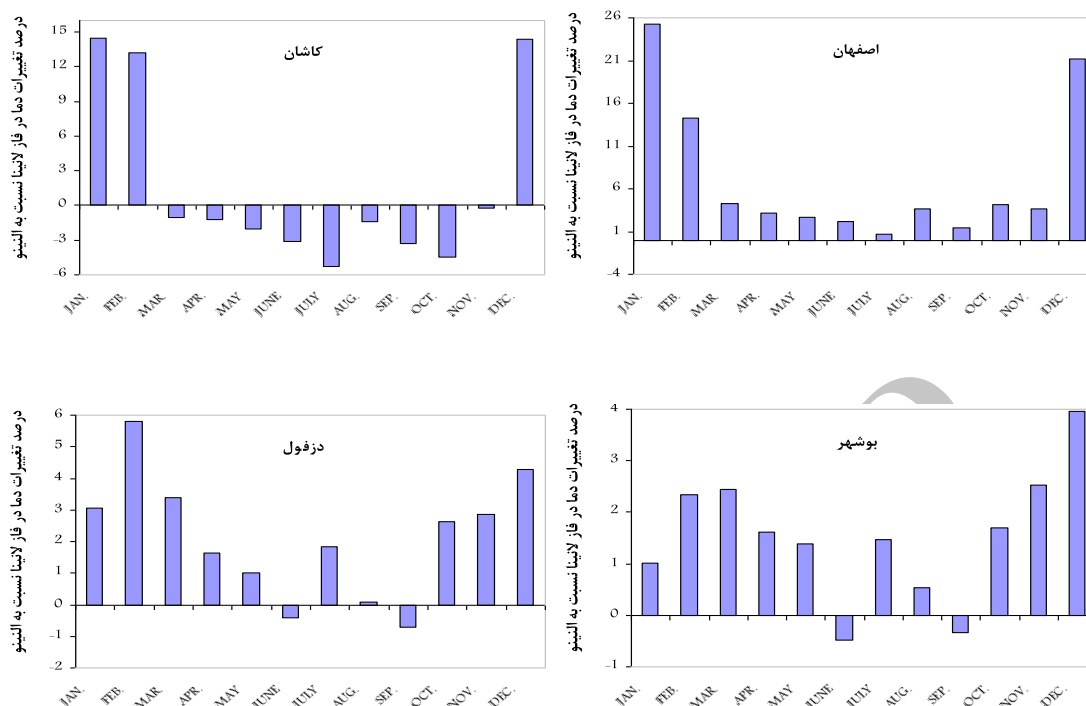 درصد تغییرات دما در فاز لانینا نسبت به النینو
کاشان
15
12
9
6
3
0
-3
-6
JAN.
FEB.
MAR.
APR.
MAY
JUNE
JULY
AUG.
SEP.
OCT.
NOV.
DEC.
درصد تغییرات دما در فاز لانینا نسبت به النینو
اصفهان
26
21
16
11
6
1
-4
JAN.
FEB.
MAR.
APR.
MAY
JUNE
JULY
AUG.
SEP.
OCT.
NOV.
DEC.
درصد تغییرات دما در فاز لانینا نسبت به النینو
دزفول
6
5
4
3
2
1
0
-1
-2
JAN.
FEB.
MAR.
APR.
MAY
JUNE
JULY
AUG.
SEP.
OCT.
NOV.
DEC.
درصد تغییرات دما در فاز لانینا نسبت به النینو
بوشهر
4
3
2
1
0
-1
JAN.
FEB.
MAR.
APR.
MAY
JUNE
JULY
AUG.
SEP.
OCT.
NOV.
DEC.